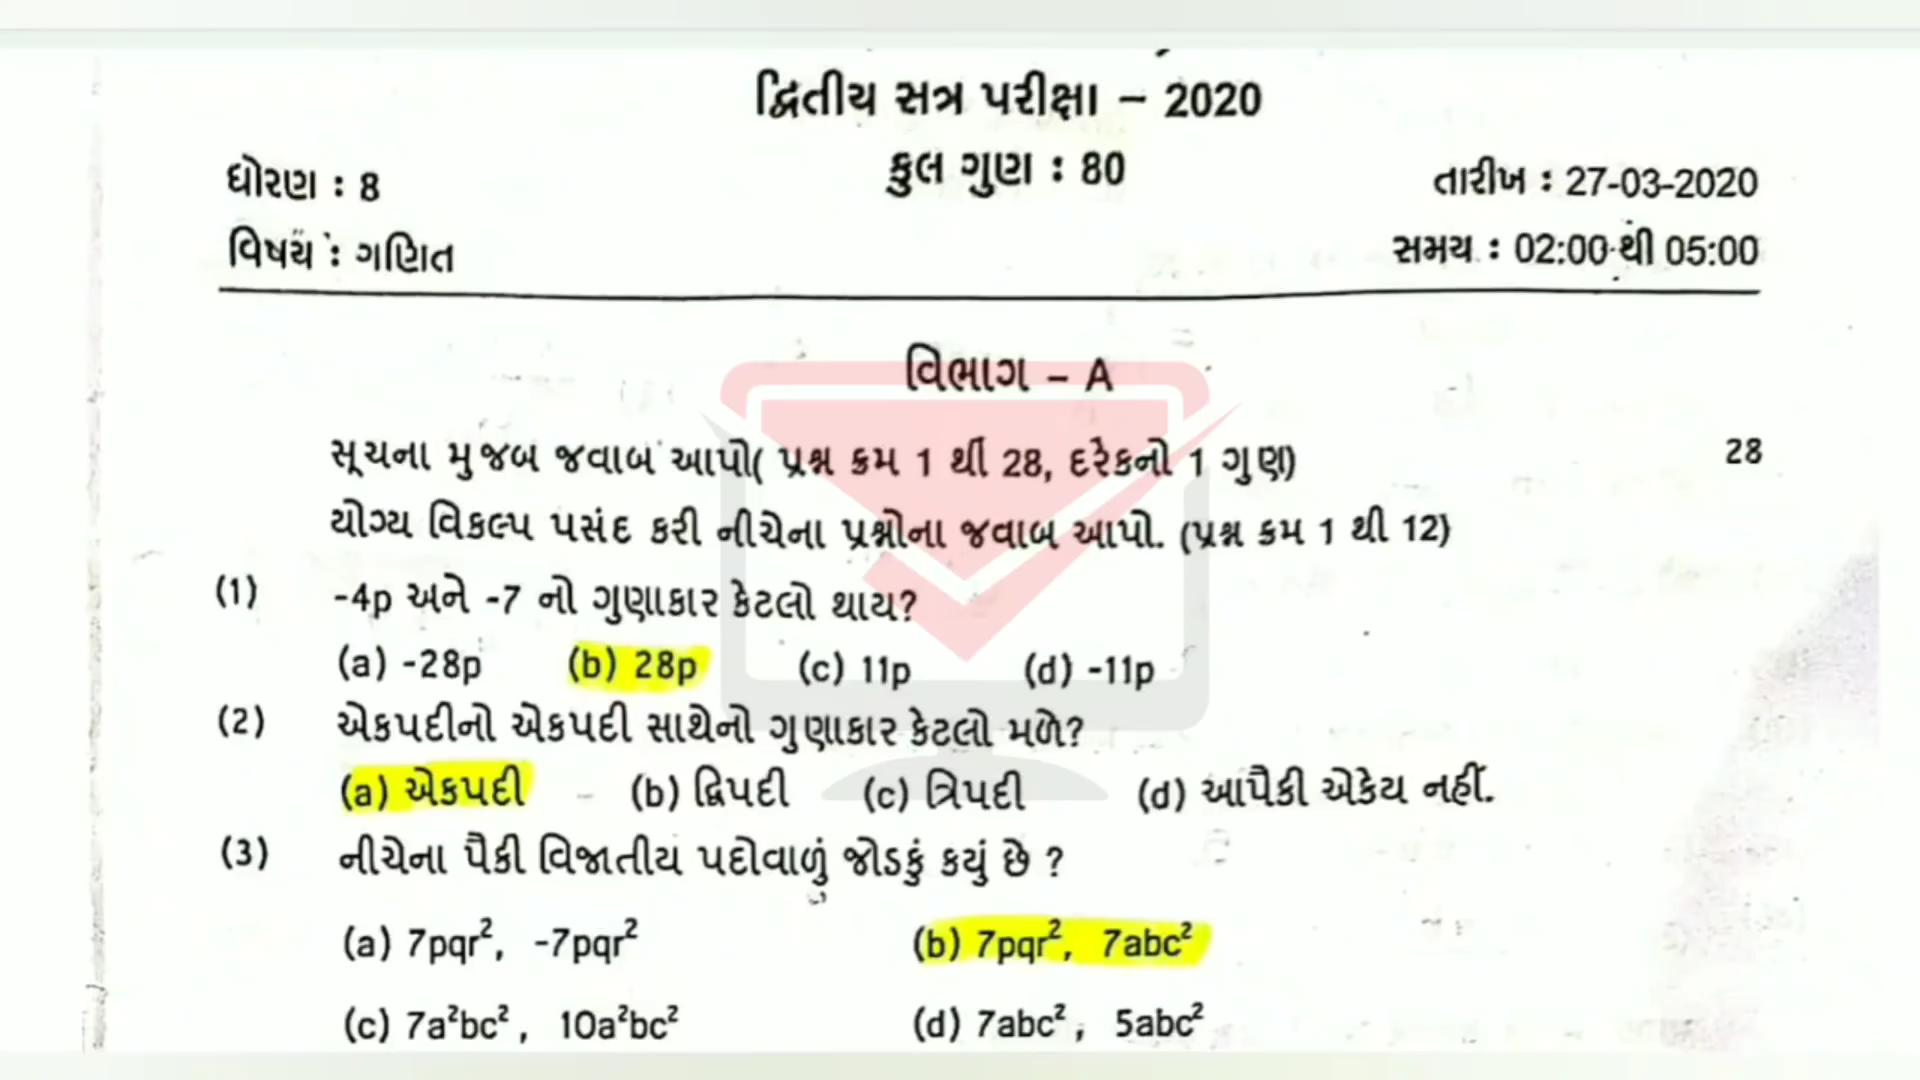 દ્વિતીય સત્ર પરીક્ષા – 2020
ધોરણ : 8 કુલ ગુણ : 80 તારીખ : 27-03-2020
વિષય : ગણિત સમય : 02:00 થી 05:00
વિભાગ – A
સૂચના મુજબ જવાબ આપો( પ્રશ્ન ક્રમ 1 થી 28, દરેકનો 1 ગુણ) 28
યોગ્ય વિકલ્પ પસંદ કરી નીચેના પ્રશ્નોના જવાબ આપો. (પ્રશ્ન ક્રમ 1 થી 12)
(1) -4p અને -7 નો ગુણાકાર કેટલો થાય?
(a) -28p (b) 28p (c) 11p (d) -11p
(2) એકપદીનો એકપદી સાથેનો ગુણાકાર કેટલો મળે?
(a) એકપદી (b) દ્વિપદી (c) ત્રિપદી (d) આપૈકી એકેય નહીં.
(3) નીચેના પૈકી વિજાતીય પદોવાળું જોડકું કયું છે ?
(a) 7pqr², -7pqr² (b) 7pqr², 7abc²
(c) 7a²bc², 10a²bc² (d) 7abc², 5abc²